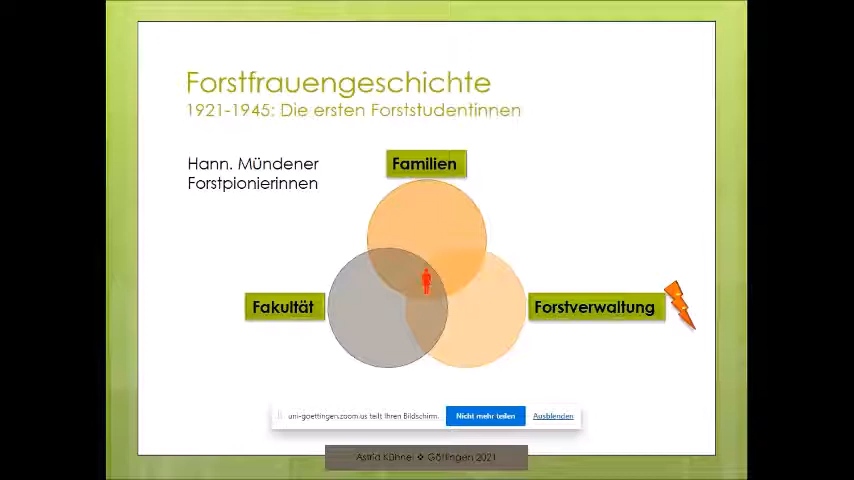 Forstfrauengeschichte
1921-1945: Die ersten Forststudentinnen
Hann. Mündener
Forstpionierinnen
Familien
Fakultät
Forstverwaltung
uni-goettingen.zoom.us teilt Ihren Bildschirm.
Nicht mehr teilen
Ausblenden
Astrid Kühnel ❖ Göttingen 2021